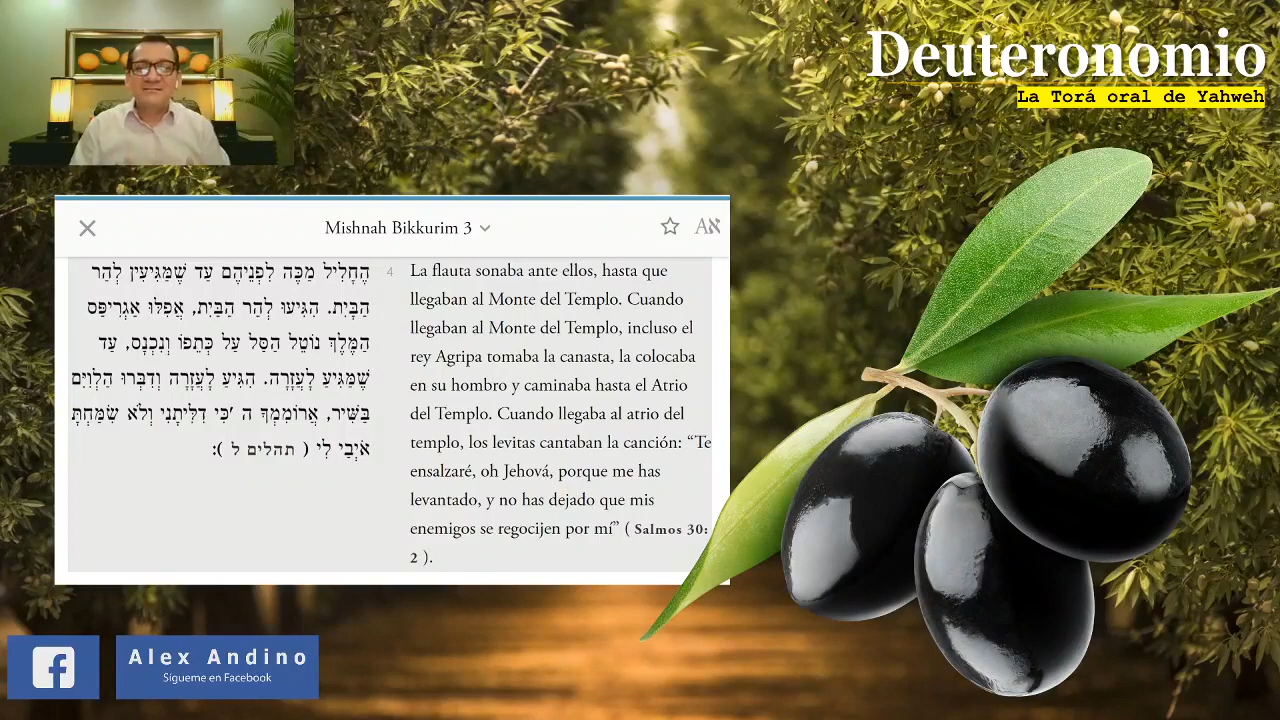 Deuteronomio
La Torá oral de Yahweh
Mishnah Bikkurim 3
הֶחָלִיל מַכֶּה לִפְנֵיהֶם עַד שֶׁמַּגִּיעִין לְהַר
הַבָּיִת. הִגִּיעוּ לְהַר הַבַּיִת, אֲפִלּוּ אַגְרִיפַּס
הַמֶּלֶךְ נוֹטֵל הַסַּל עַל כְּתֵפוֹ וְנִכְנָס, עַד
שֶׁמַּגִּיעַ לָעֲזָרָה. הִגִּיעַ לָעֲזָרָה וְדִבְּרוּ הַלְוִיִּם
בַּשִּׁיר, אֲרוֹמִמְךָ ה 'כִּי דִלִּיתָנִי וְלֹא שִׂמַּחְתָּ
אֹיְבַי לִי ( תהלים ל ):
4
La flauta sonaba ante ellos, hasta que
llegaban al Monte del Templo. Cuando
llegaban al Monte del Templo, incluso el
rey Agripa tomaba la canasta, la colocaba
en su hombro y caminaba hasta el Atrio
del Templo. Cuando llegaba al atrio del
templo, los levitas cantaban la canción: “Te
ensalzaré, oh Jehová, porque me has
levantado, y no has dejado que mis
enemigos se regocijen por mí” ( Salmos 30:
2 ).
Alex Andino
Sigueme en Facebook